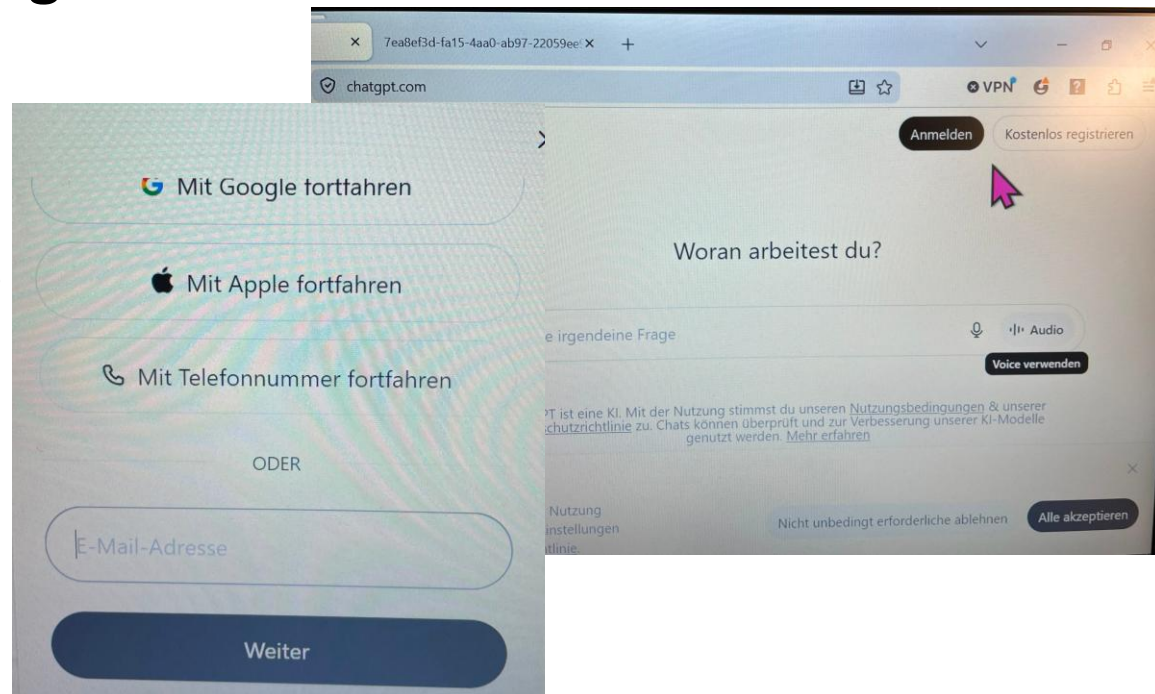 7ea8ef3d-fa15-4aa0-ab97-22059ee
chatgpt.com
VPN
Anmelden
Kostenlos registrieren
Woran arbeitest du?
e irgendeine Frage
Audio
Voice verwenden
PT ist eine KI. Mit der Nutzung stimmst du unseren Nutzungsbedingungen & unserer
schutzrichtlinie zu. Chats können überprüft und zur Verbesserung unserer KI-Modelle
genutzt werden. Mehr erfahren
Nutzung
instellungen
tlinie.
Nicht unbedingt erforderliche ablehnen
Alle akzeptieren
Mit Google fortfahren
Mit Apple fortfahren
Mit Telefonnummer fortfahren
ODER
E-Mail-Adresse
Weiter